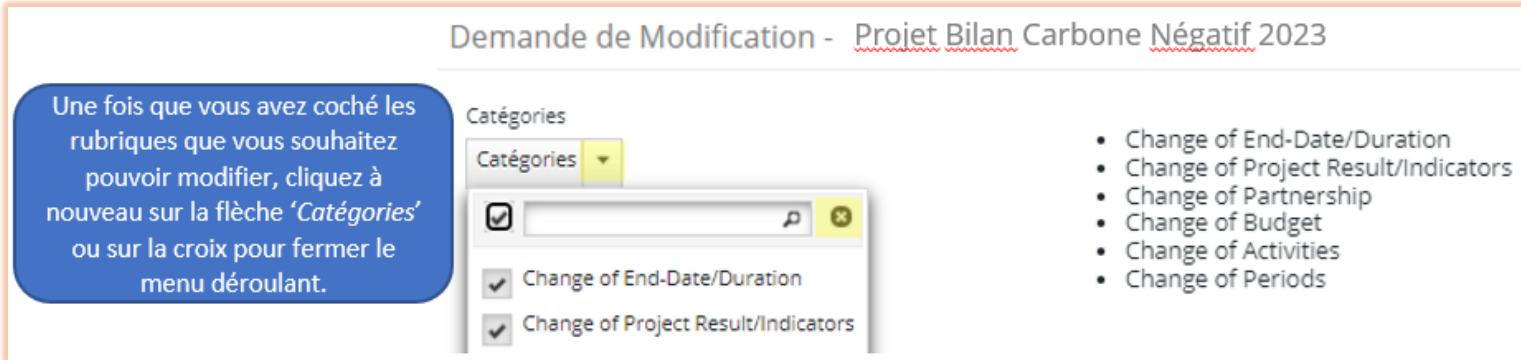 Demande de Modification - Projet Bilan Carbone Négatif 2023
Une fois que vous avez coché les
rubriques que vous souhaitez
pouvoir modifier, cliquez à
nouveau sur la flèche ‘Catégories’
ou sur la croix pour fermer le
menu déroulant.
Catégories
Catégories
Change of End-Date/Duration
Change of Project Result/Indicators
• Change of End-Date/Duration
• Change of Project Result/Indicators
• Change of Partnership
• Change of Budget
• Change of Activities
• Change of Periods